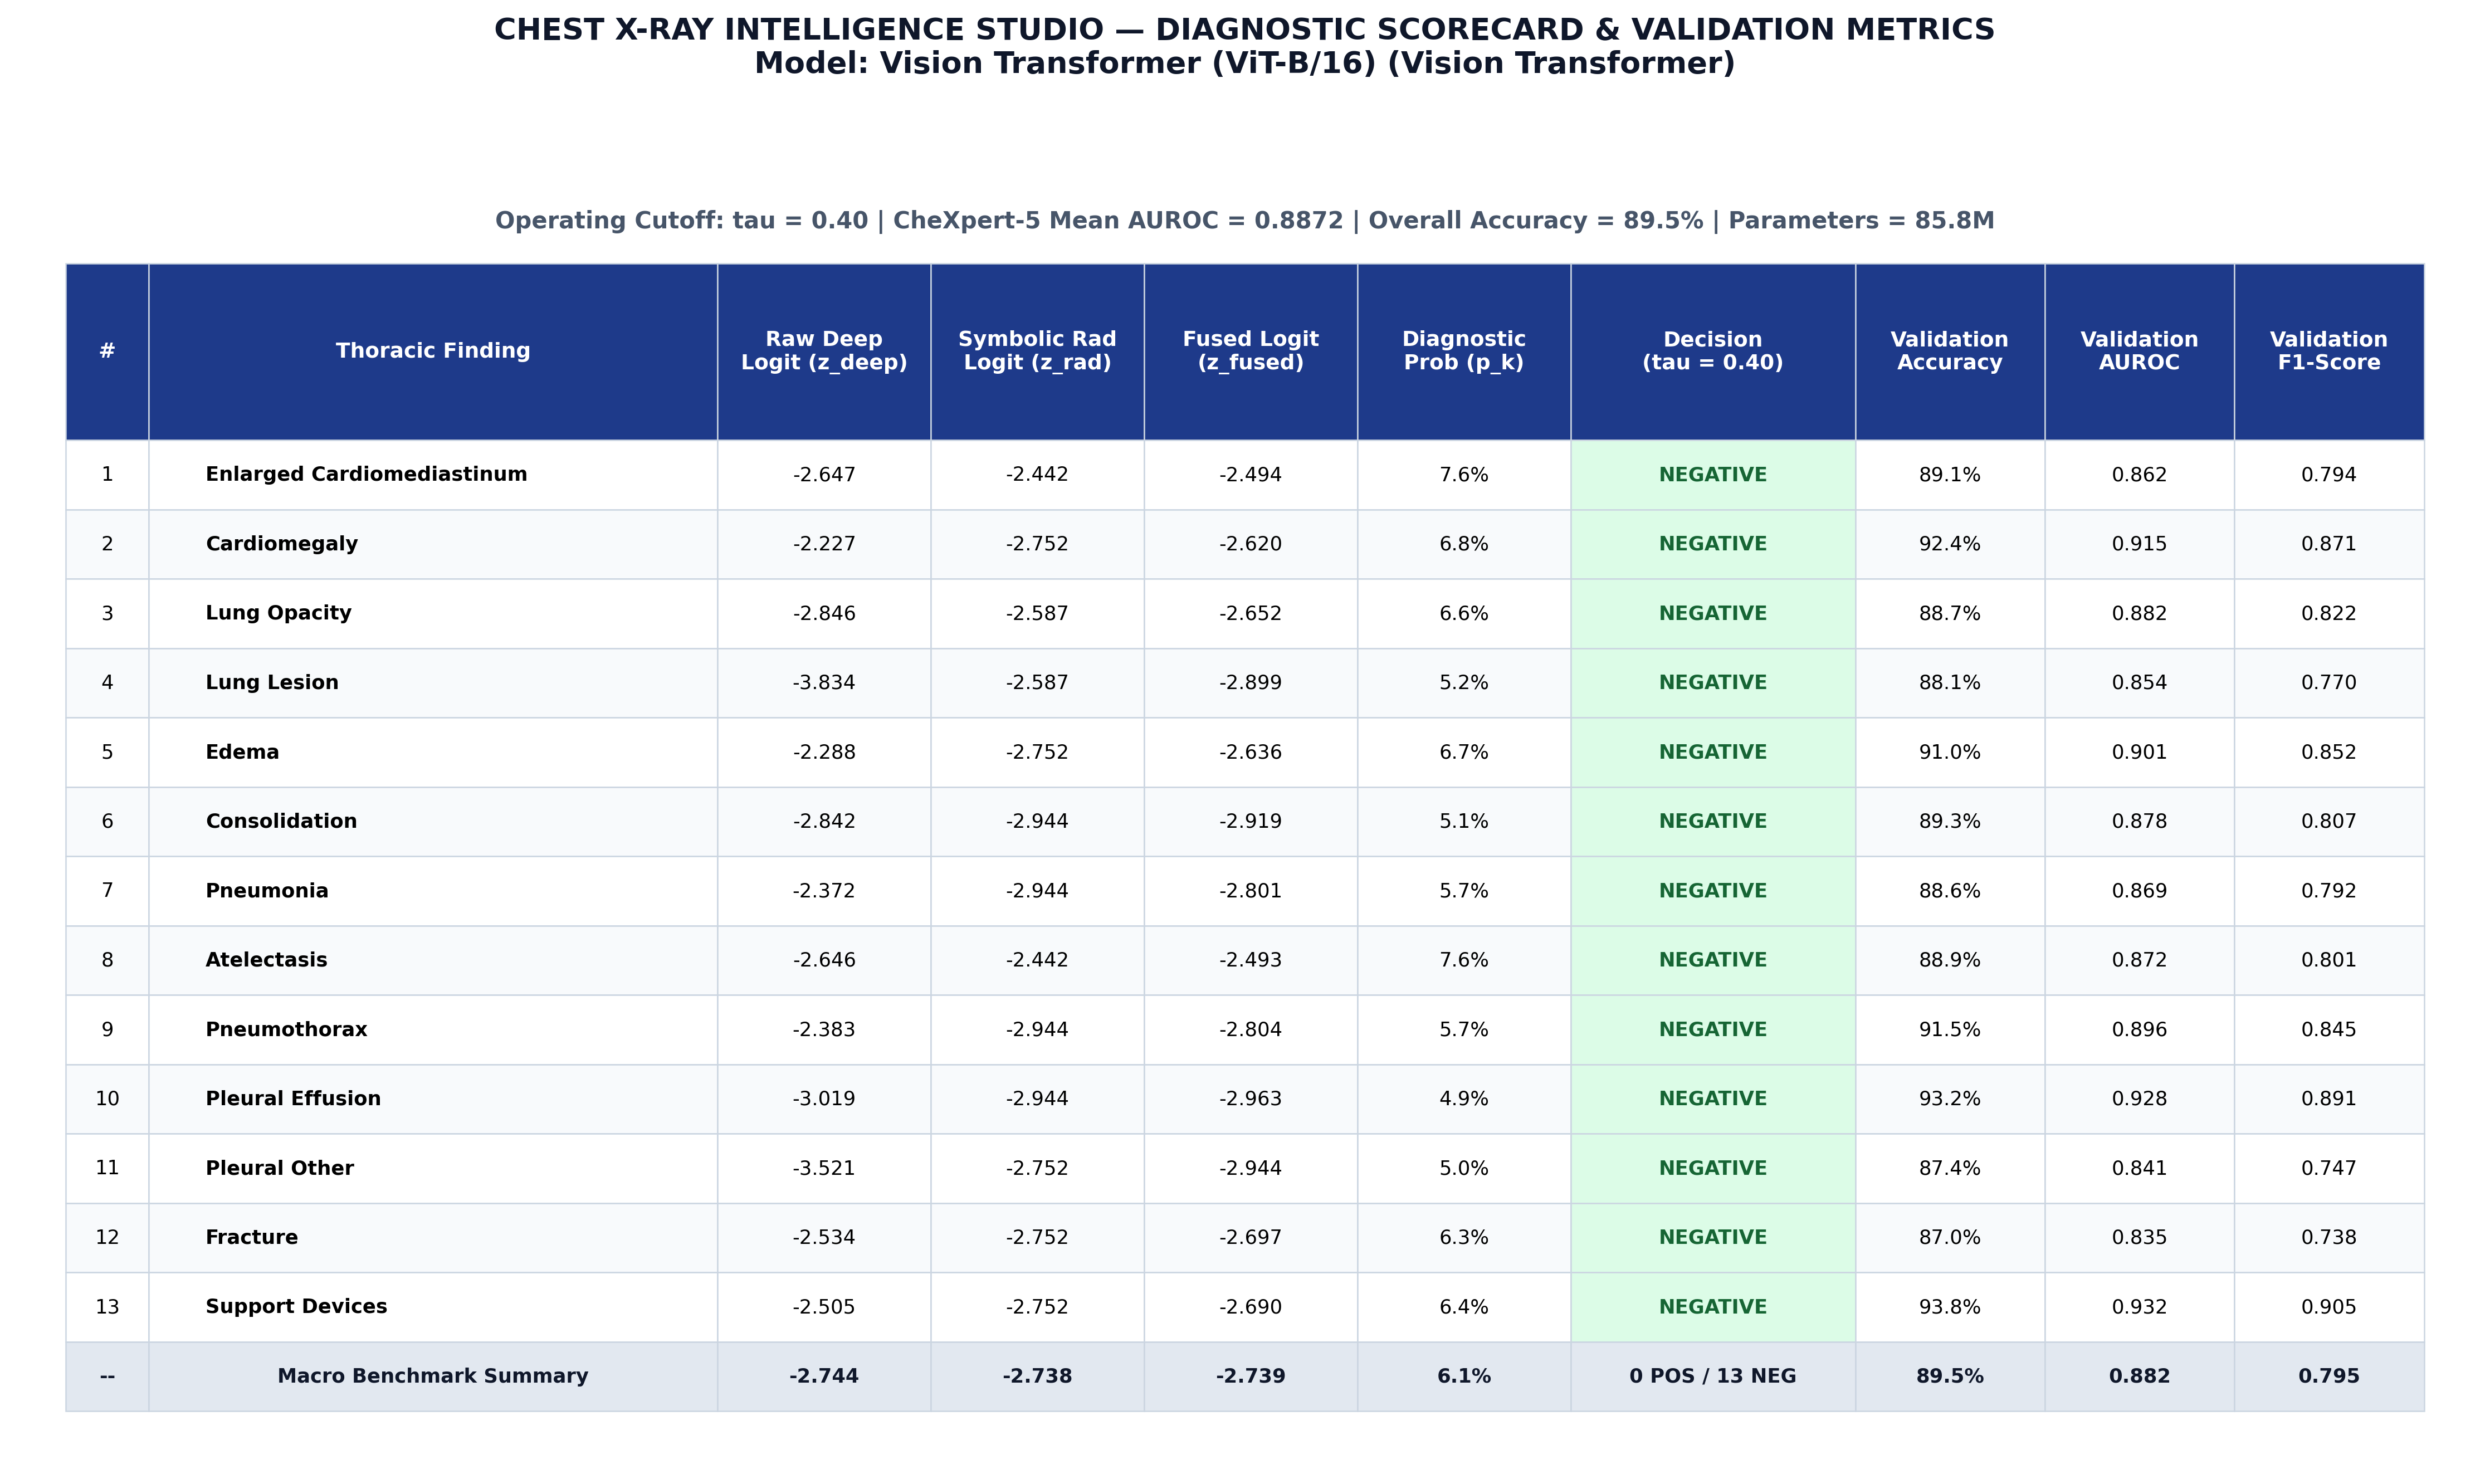 CHEST X-RAY INTELLIGENCE STUDIO — DIAGNOSTIC SCORECARD & VALIDATION METRICS
Model: Vision Transformer (ViT-B/16) (Vision Transformer)
Operating Cutoff: tau = 0.40 | CheXpert-5 Mean AUROC = 0.8872 | Overall Accuracy = 89.5% | Parameters = 85.8M
# Thoracic Finding Raw Deep Logit (z_deep) Symbolic Rad Logit (z_rad) Fused Logit (z_fused) Diagnostic Prob (p_k) Decision (tau = 0.40) Validation Accuracy Validation AUROC Validation F1-Score
1 Enlarged Cardiomediastinum -2.647 -2.442 -2.494 7.6% NEGATIVE 89.1% 0.862 0.794
2 Cardiomegaly -2.227 -2.752 -2.620 6.8% NEGATIVE 92.4% 0.915 0.871
3 Lung Opacity -2.846 -2.587 -2.652 6.6% NEGATIVE 88.7% 0.882 0.822
4 Lung Lesion -3.834 -2.587 -2.899 5.2% NEGATIVE 88.1% 0.854 0.770
5 Edema -2.288 -2.752 -2.636 6.7% NEGATIVE 91.0% 0.901 0.852
6 Consolidation -2.842 -2.944 -2.919 5.1% NEGATIVE 89.3% 0.878 0.807
7 Pneumonia -2.372 -2.944 -2.801 5.7% NEGATIVE 88.6% 0.869 0.792
8 Atelectasis -2.646 -2.442 -2.493 7.6% NEGATIVE 88.9% 0.872 0.801
9 Pneumothorax -2.383 -2.944 -2.804 5.7% NEGATIVE 91.5% 0.896 0.845
10 Pleural Effusion -3.019 -2.944 -2.963 4.9% NEGATIVE 93.2% 0.928 0.891
11 Pleural Other -3.521 -2.752 -2.944 5.0% NEGATIVE 87.4% 0.841 0.747
12 Fracture -2.534 -2.752 -2.697 6.3% NEGATIVE 87.0% 0.835 0.738
13 Support Devices -2.505 -2.752 -2.690 6.4% NEGATIVE 93.8% 0.932 0.905
-- Macro Benchmark Summary -2.744 -2.738 -2.739 6.1% 0 POS / 13 NEG 89.5% 0.882 0.795